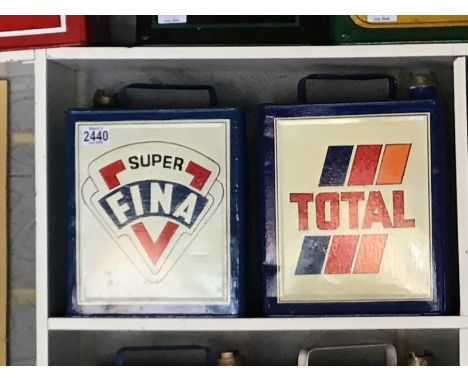 2440
SUPER
FINA
TOTAL